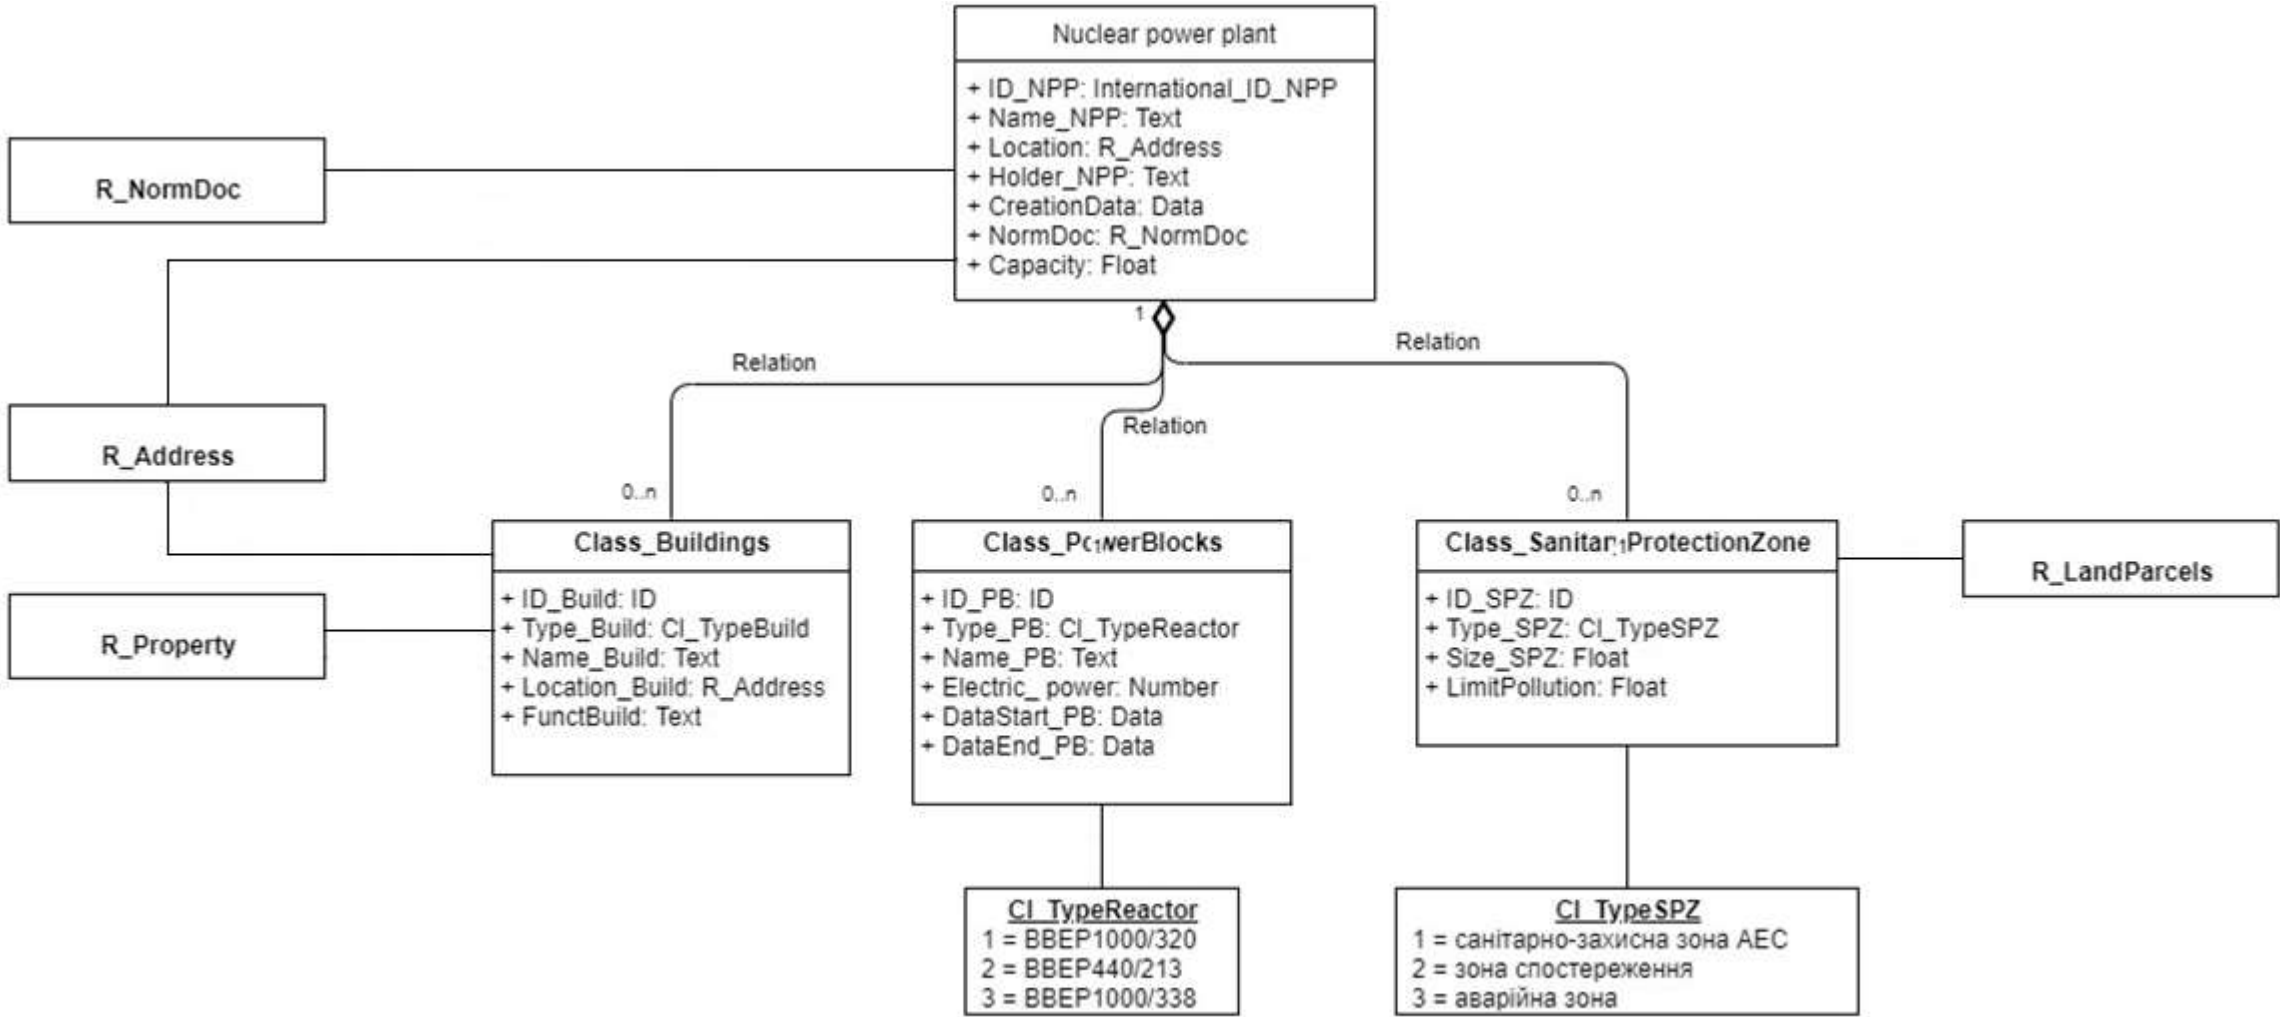 Nuclear power plant
+ ID_NPP: International_ID_NPP
+ Name_NPP: Text
+ Location: R_Address
+ Holder_NPP: Text
+ CreationData: Data
+ NormDoc: R_NormDoc
+ Capacity: Float
R_NormDoc
1
Relation
Relation
Relation
R_Address
0..n
0..n
0..n
Class_Buildings
+ ID_Build: ID
+ Type_Build: Cl_TypeBuild
+ Name_Build: Text
+ Location_Build: R_Address
+ FunctBuild: Text
Class_PowerBlocks
1
+ ID_PB: ID
+ Type_PB: Cl_TypeReactor
+ Name_PB: Text
+ Electric_ power: Number
+ DataStart_PB: Data
+ DataEnd_PB: Data
Class_SanitaryProtectionZone
1
+ ID_SPZ: ID
+ Type_SPZ: Cl_TypeSPZ
+ Size_SPZ: Float
+ LimitPollution: Float
R_LandParcels
R_Property
Cl_TypeReactor
1 = ВВЕР1000/320
2 = ВВЕР440/213
3 = ВВЕР1000/338
Cl_TypeSPZ
1 = санітарно-захисна зона АЕС
2 = зона спостереження
3 = аварійна зона